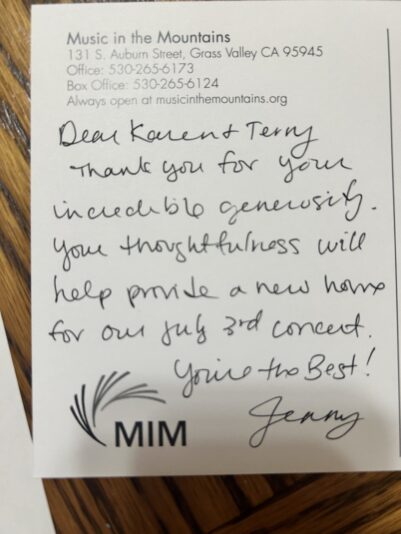 Music in the Mountains
131 S. Auburn Street, Grass Valley CA 95945
Office: 530-265-6173
Box Office: 530-265-6124
Always open at musicinthemountains.org
Dear Karen & Terry
Thank you for your
incredible generosity.
Your thoughtfulness will
help provide a new home
for our July 3rd concert.
You're the Best!
Jenny
MIM